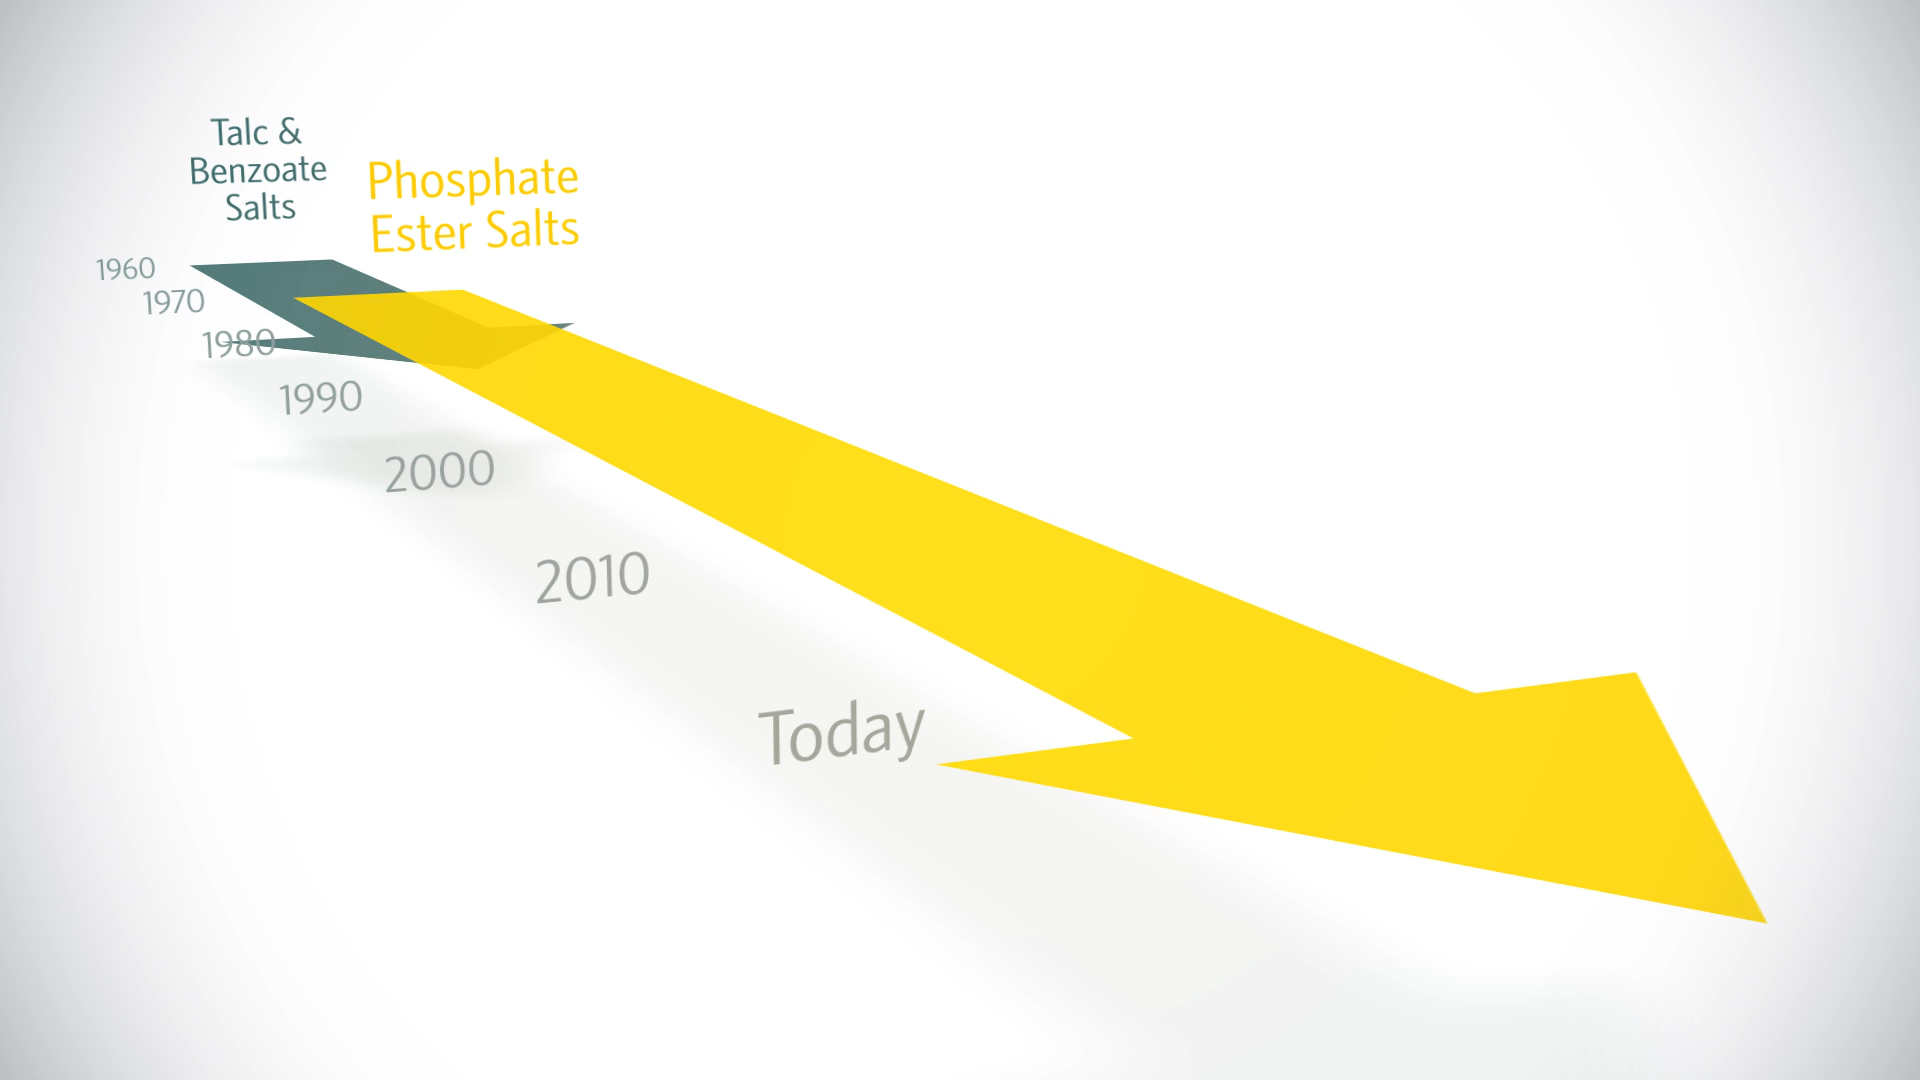 Talc &
Benzoate
Salts
Phosphate
Ester Salts
1960
1970
1980
1990
2000
2010
Today